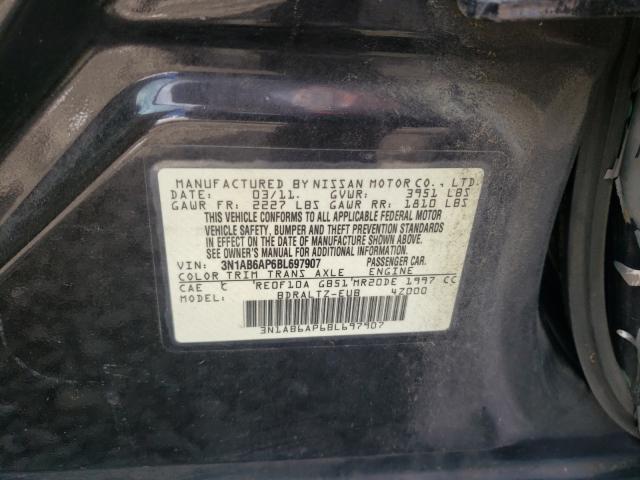 MANUFACTURED BY NISSAN MOTOR CO., LTD.
DATE: 03/11. GVWR: 3951 LBS
GAWR FR: 2227 LBS GAWR RR: 1810 LBS
THIS VEHICLE CONFORMS TO ALL APPLICABLE FEDERAL MOTOR
VEHICLE SAFETY, BUMPER AND THEFT PREVENTION STANDARDS
IN EFFECT ON THE DATE OF MANUFACTURE SHOWN ABOVE.
SEE OWNER'S MANUAL FOR ADDITIONAL INFORMATION.
VIN: 3N1AB6AP6BL697907 PASSENGER CAR.
COLOR TRIM TRANS AXLE ENGINE
CAE C RE0F10A GB51 MR20DE 1997 CC
MODEL: BDRALTZ-EUB 4Z000
3N1AB6AP6BL697907